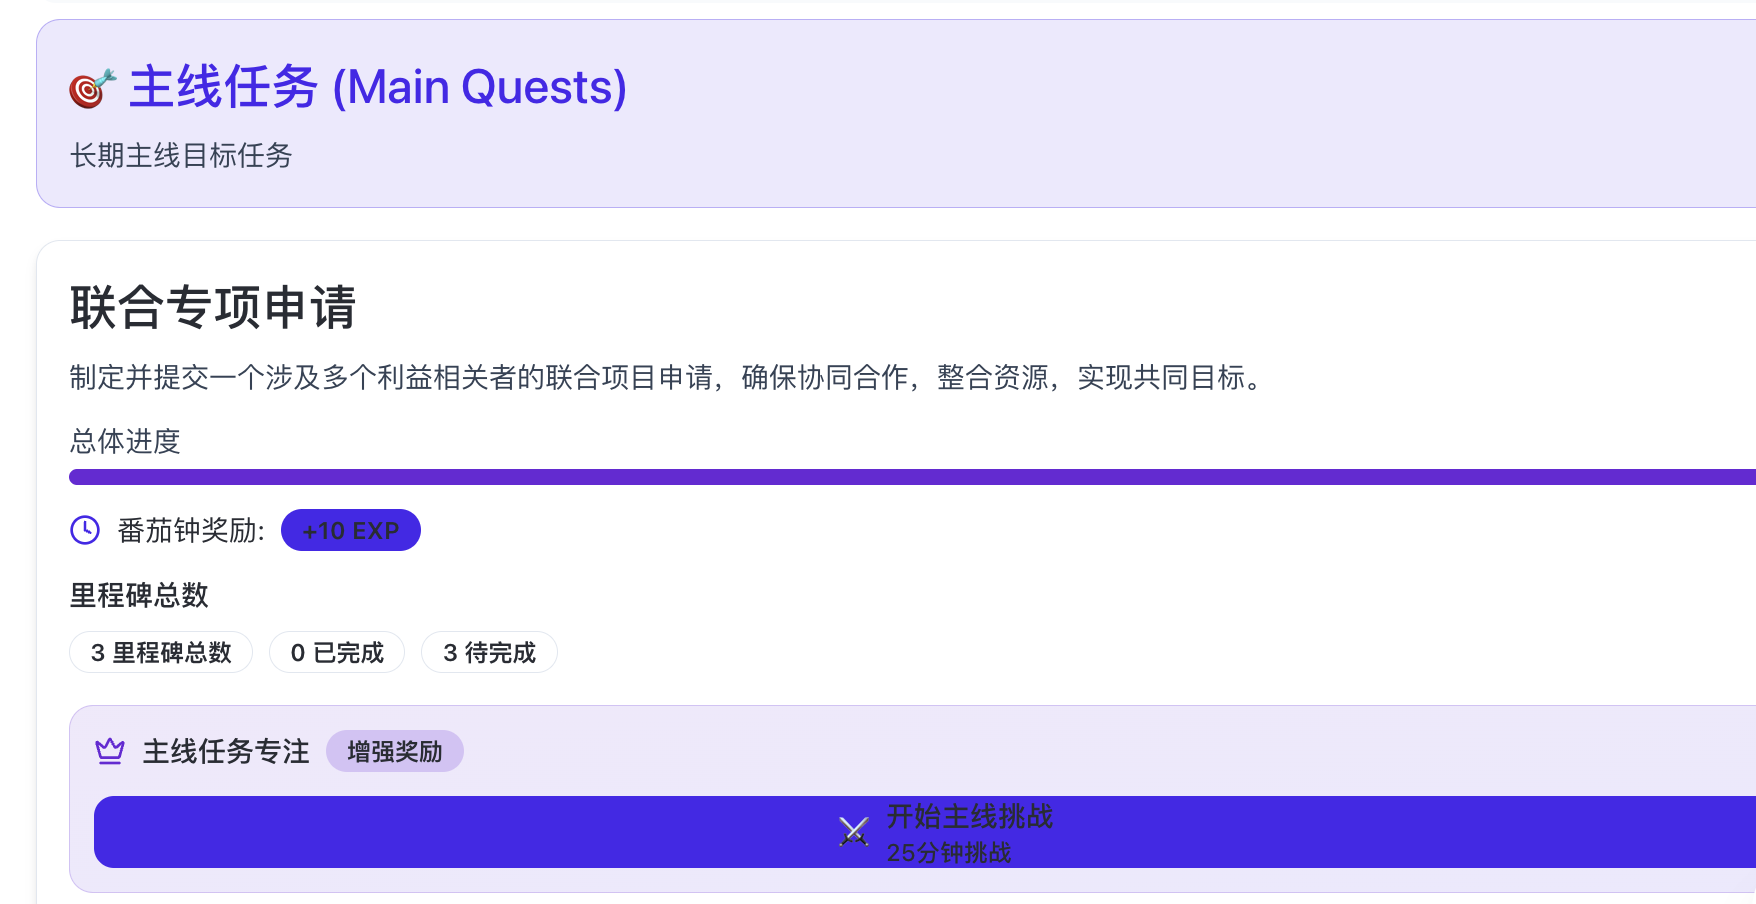 主线任务 (Main Quests)
长期主线目标任务
联合专项申请
制定并提交一个涉及多个利益相关者的联合项目申请，确保协同合作，整合资源，实现共同目标。
总体进度
番茄钟奖励:  +10 EXP
里程碑总数
3 里程碑总数  0 已完成  3 待完成
主线任务专注  增强奖励
开始主线挑战
25分钟挑战